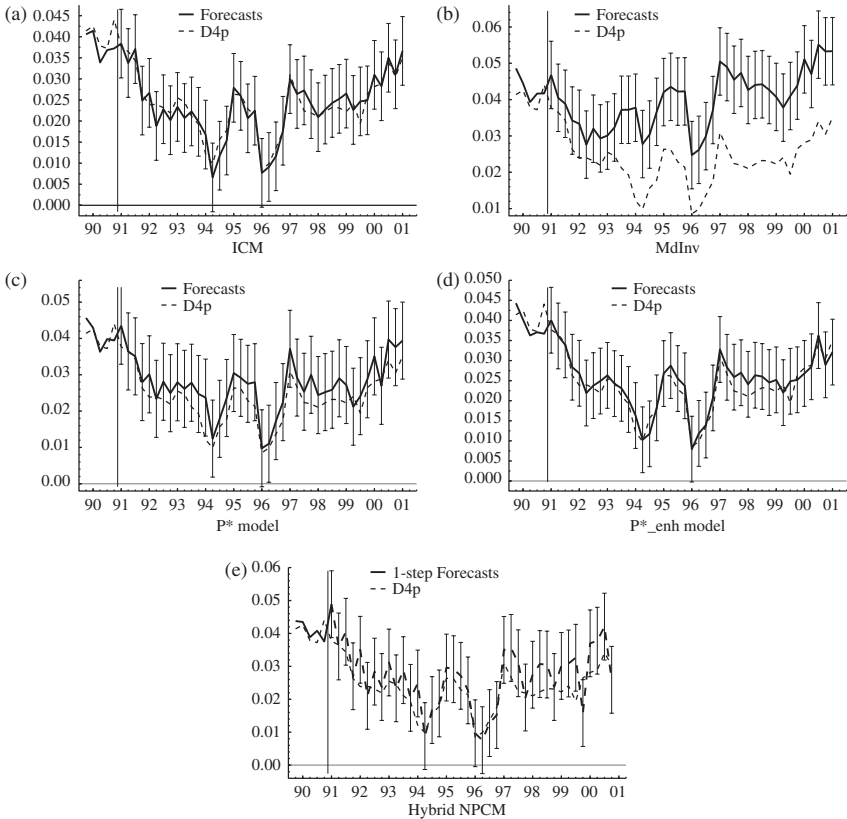 (a)
Forecasts
D4p
0.045
0.040
0.035
0.030
0.025
0.020
0.015
0.010
0.005
0.000
90 91 92 93 94 95 96 97 98 99 00 01
ICM
(b)
Forecasts
D4p
0.06
0.05
0.04
0.03
0.02
0.01
90 91 92 93 94 95 96 97 98 99 00 01
MdInv
(c)
Forecasts
D4p
0.05
0.04
0.03
0.02
0.01
0.00
90 91 92 93 94 95 96 97 98 99 00 01
P* model
(d)
Forecasts
D4p
0.050
0.045
0.040
0.035
0.030
0.025
0.020
0.015
0.010
0.005
0.000
90 91 92 93 94 95 96 97 98 99 00 01
P*_enh model
(e)
1-step Forecasts
D4p
0.06
0.05
0.04
0.03
0.02
0.01
0.00
90 91 92 93 94 95 96 97 98 99 00 01
Hybrid NPCM